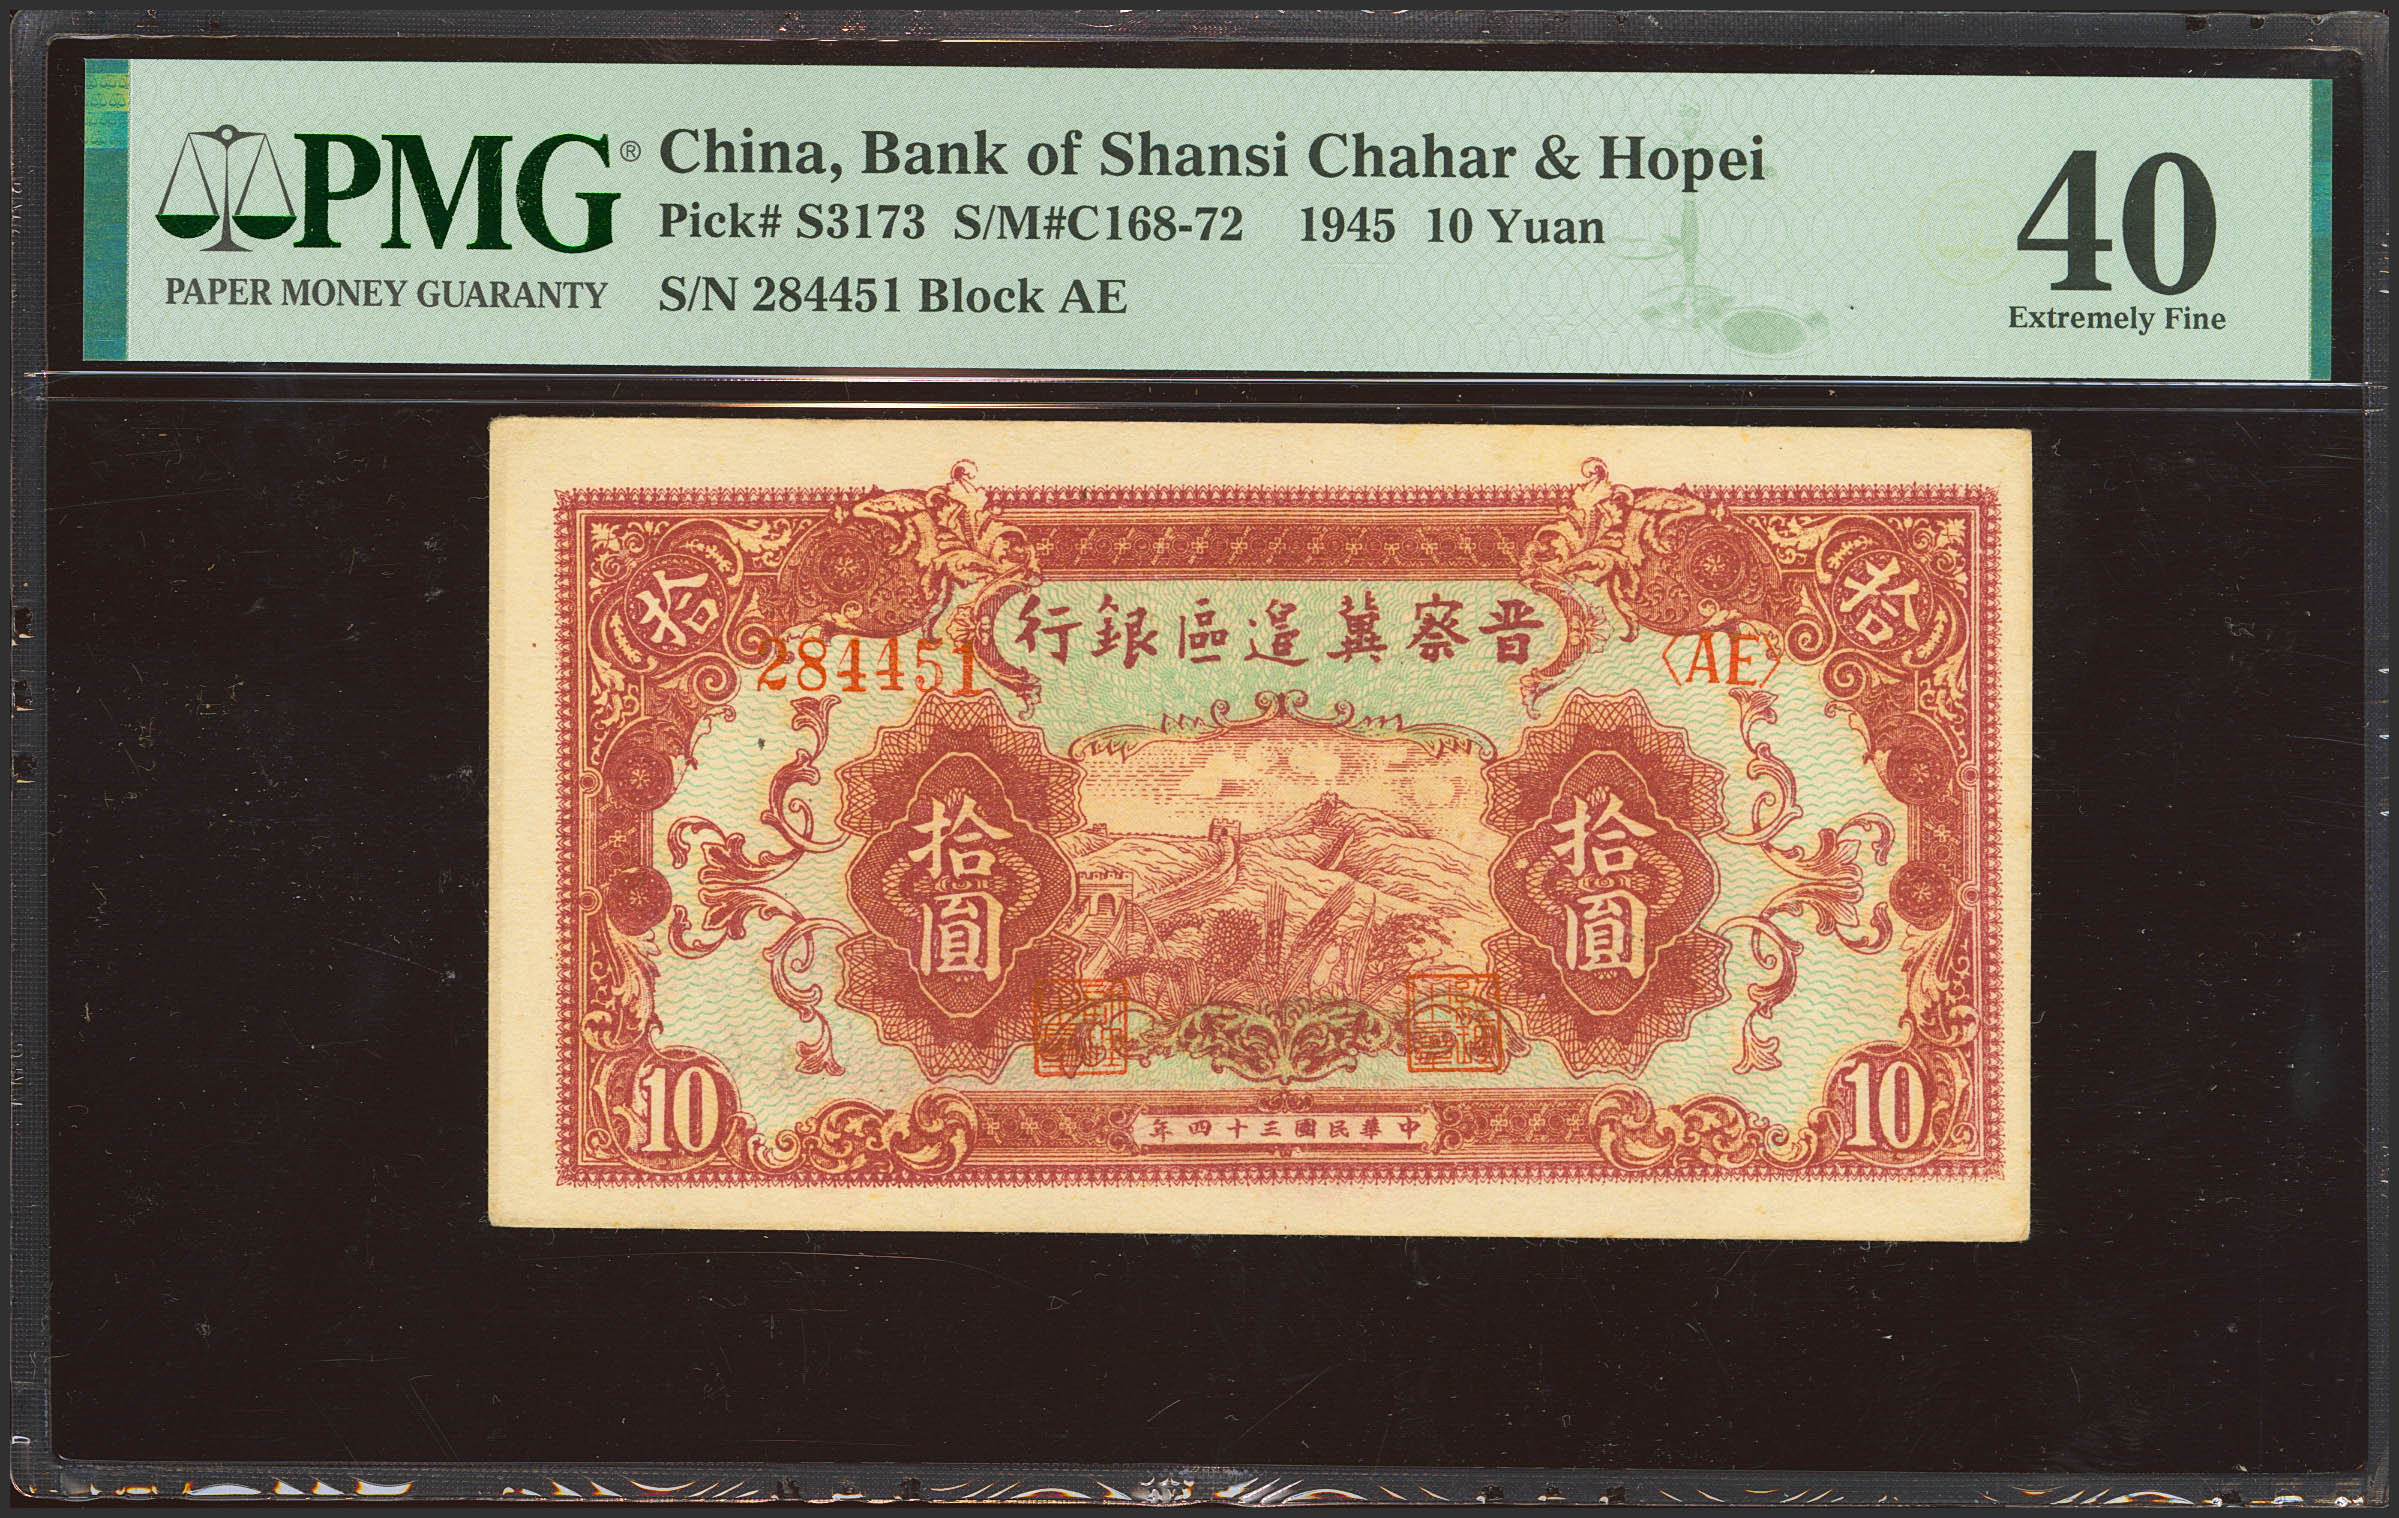 PMG®
PAPER MONEY GUARANTY
China, Bank of Shansi Chahar & Hopei
Pick# S3173 S/M#C168-72 1945 10 Yuan
S/N 284451 Block AE
40
Extremely Fine
拾
拾
行銀區邉冀察晋
284451
〈AE〉
拾圓
拾圓
10
10
年四十三國民華中